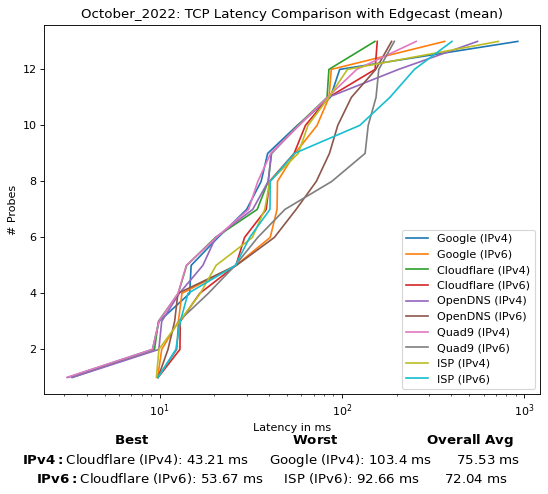 October_2022: TCP Latency Comparison with Edgecast (mean)
# Probes
12
10
8
6
4
2
Google (IPv4)
Google (IPv6)
Cloudflare (IPv4)
Cloudflare (IPv6)
OpenDNS (IPv4)
OpenDNS (IPv6)
Quad9 (IPv4)
Quad9 (IPv6)
ISP (IPv4)
ISP (IPv6)
10¹ 10² 10³
Latency in ms
Best Worst Overall Avg
IPv4: Cloudflare (IPv4): 43.21 ms Google (IPv4): 103.4 ms 75.53 ms
IPv6: Cloudflare (IPv6): 53.67 ms ISP (IPv6): 92.66 ms 72.04 ms